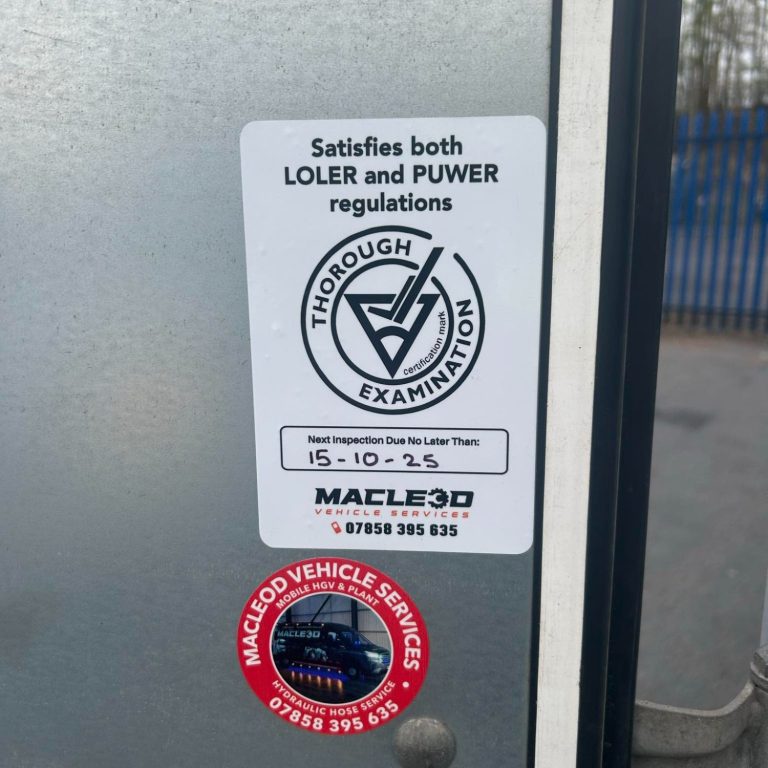 Satisfies both
LOLER and PUWER
regulations
THOROUGH
EXAMINATION
certification mark
Next Inspection Due No Later Than:
15-10-25
MACLEOD
VEHICLE SERVICES
07858 395 635
MACLEOD VEHICLE SERVICES
MOBILE HGV & PLANT
MACLEOD
HYDRAULIC HOSE SERVICE
07858 395 635